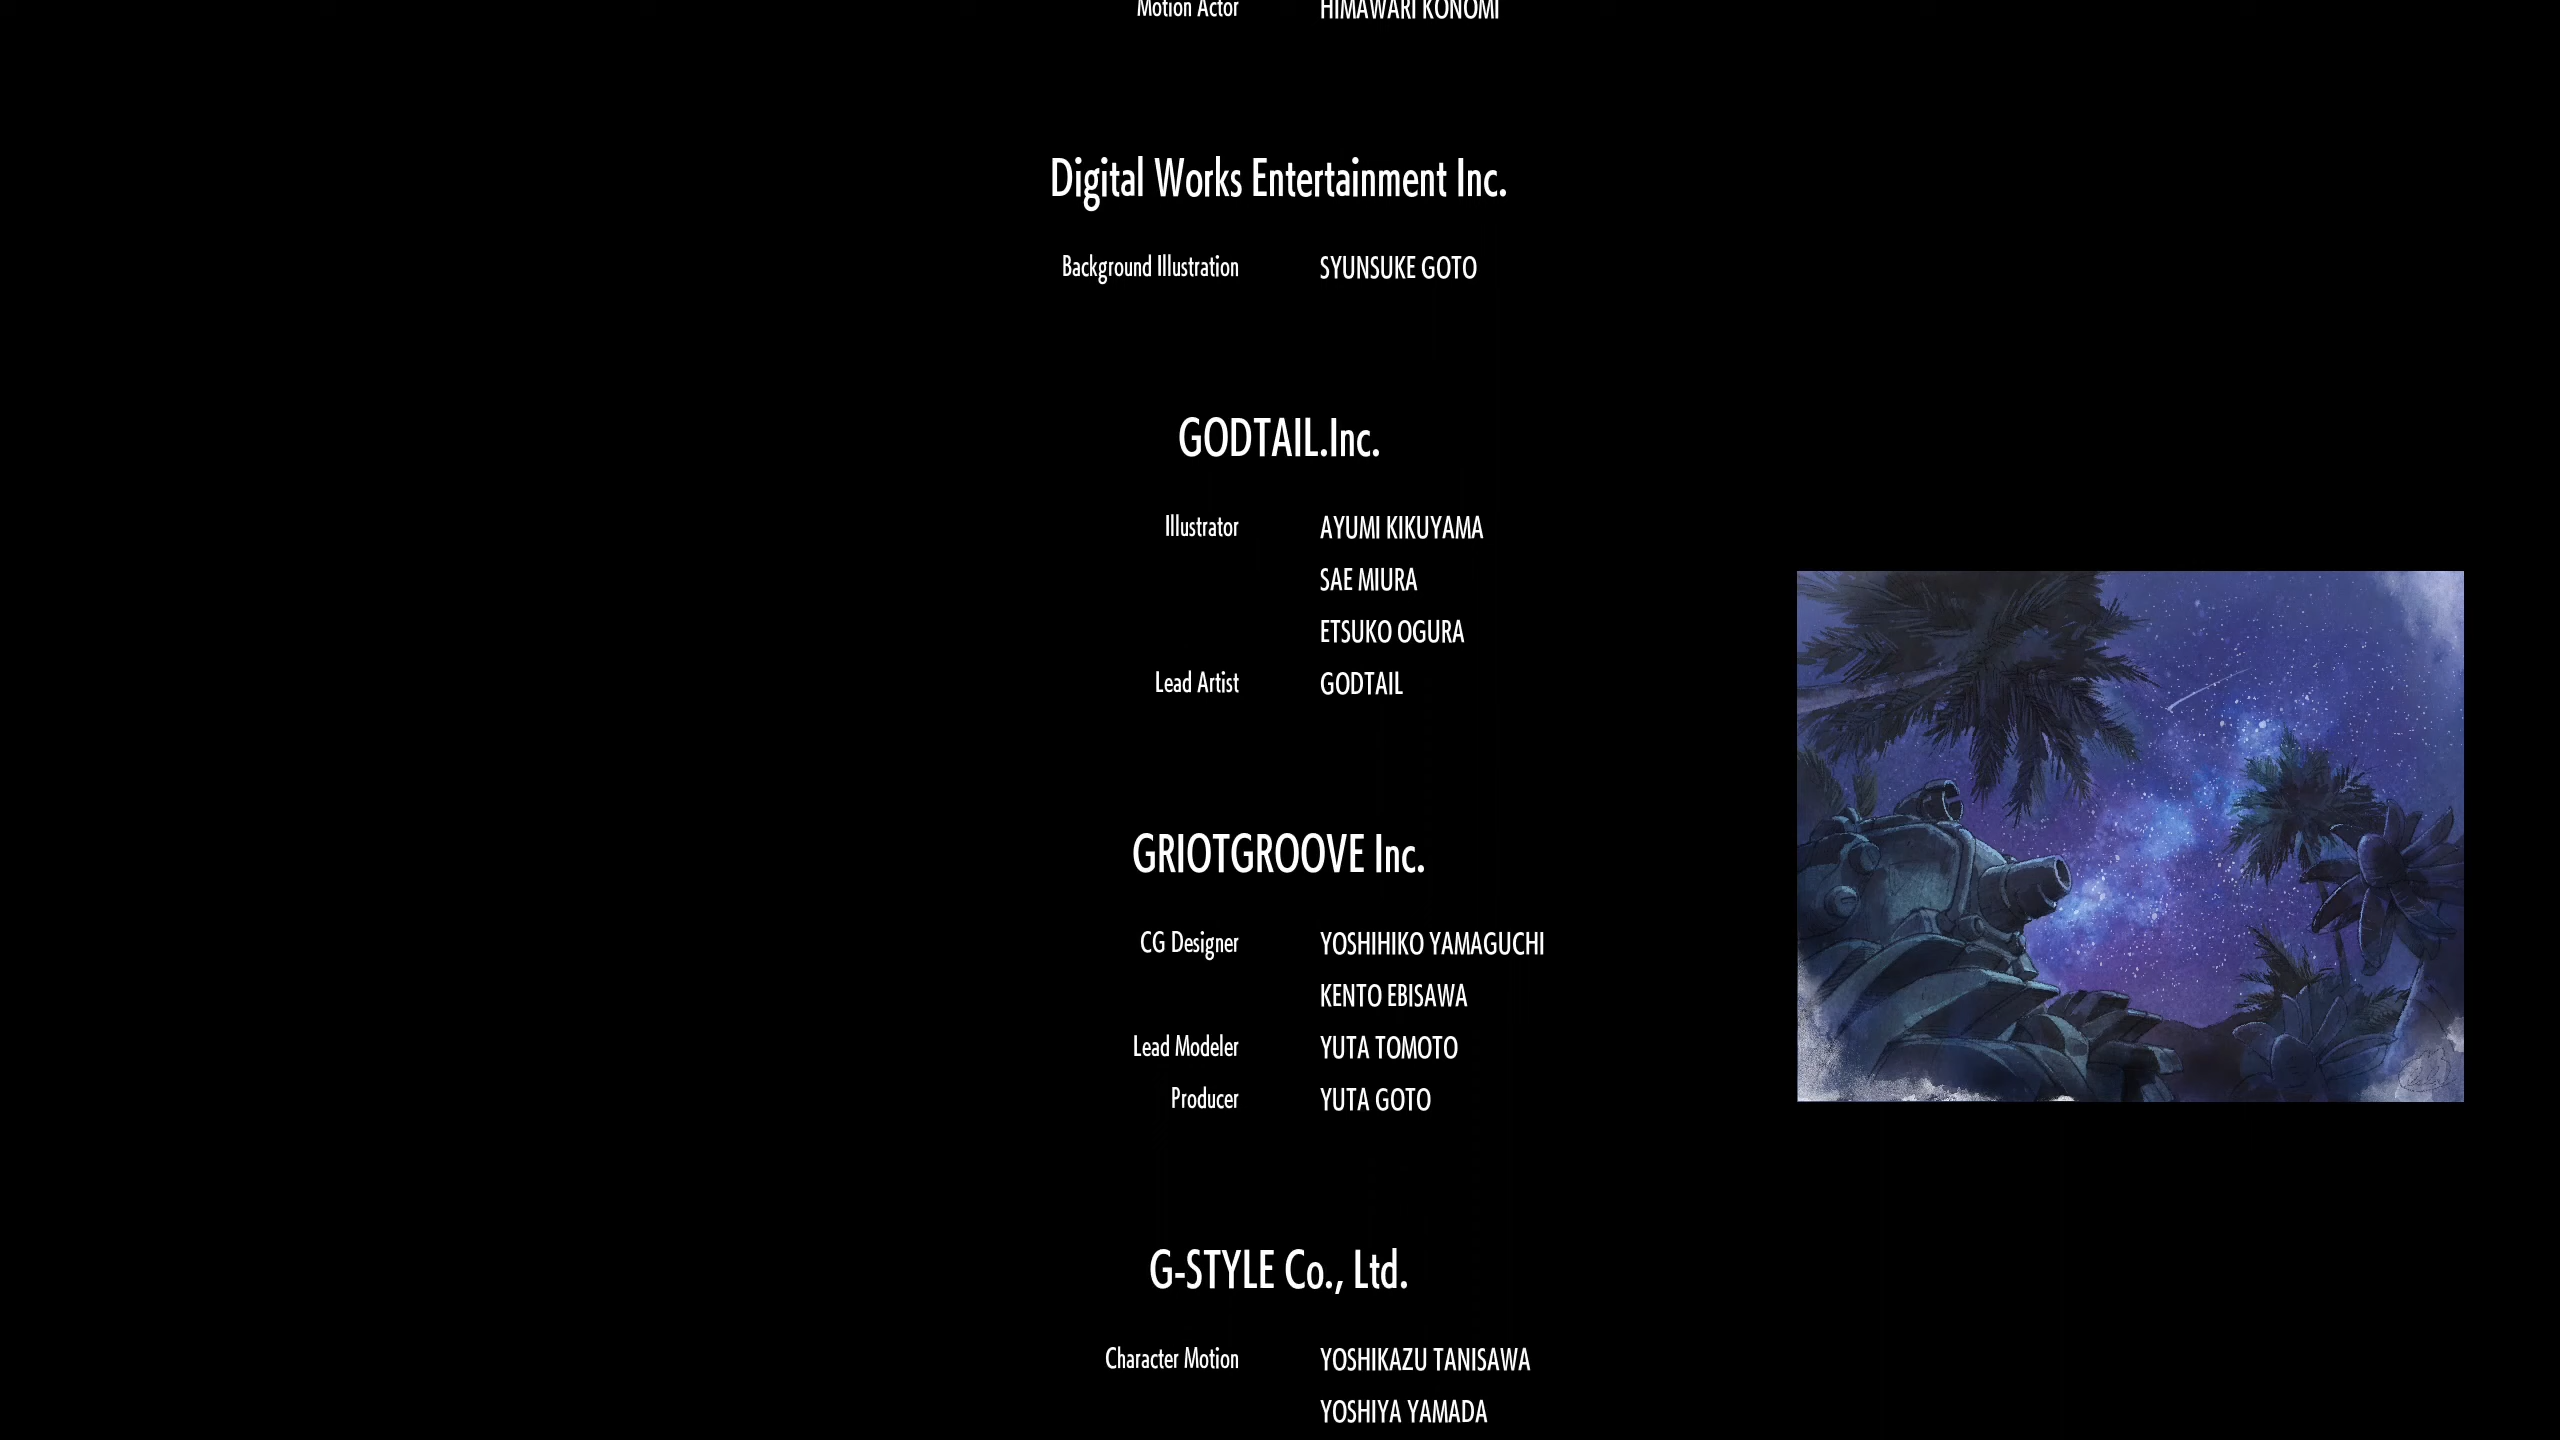 Motion Actor HIMAWARI KONOMI
Digital Works Entertainment Inc.
Background Illustration SYUNSUKE GOTO
GODTAIL.Inc.
Illustrator AYUMI KIKUYAMA
SAE MIURA
ETSUKO OGURA
Lead Artist GODTAIL
GRIOTGROOVE Inc.
CG Designer YOSHIHIKO YAMAGUCHI
KENTO EBISAWA
Lead Modeler YUTA TOMOTO
Producer YUTA GOTO
G-STYLE Co., Ltd.
Character Motion YOSHIKAZU TANISAWA
YOSHIYA YAMADA